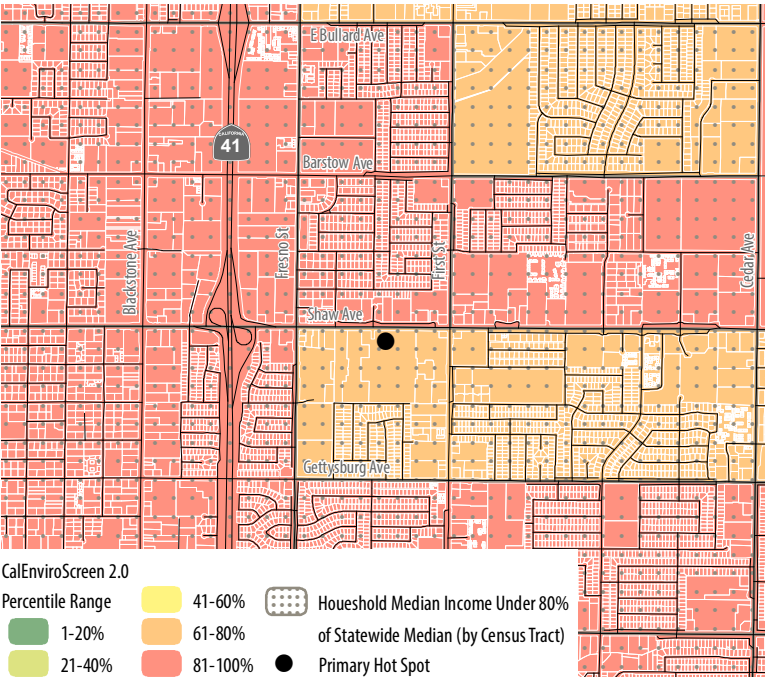 E Bullard Ave
CALIFORNIA
41
Barstow Ave
Blackstone Ave
Fresno St
First St
Cedar Ave
Shaw Ave
Gettysburg Ave
CalEnviroScreen 2.0
Percentile Range
1-20%
21-40%
41-60%
61-80%
81-100%
Houeshold Median Income Under 80%
of Statewide Median (by Census Tract)
Primary Hot Spot